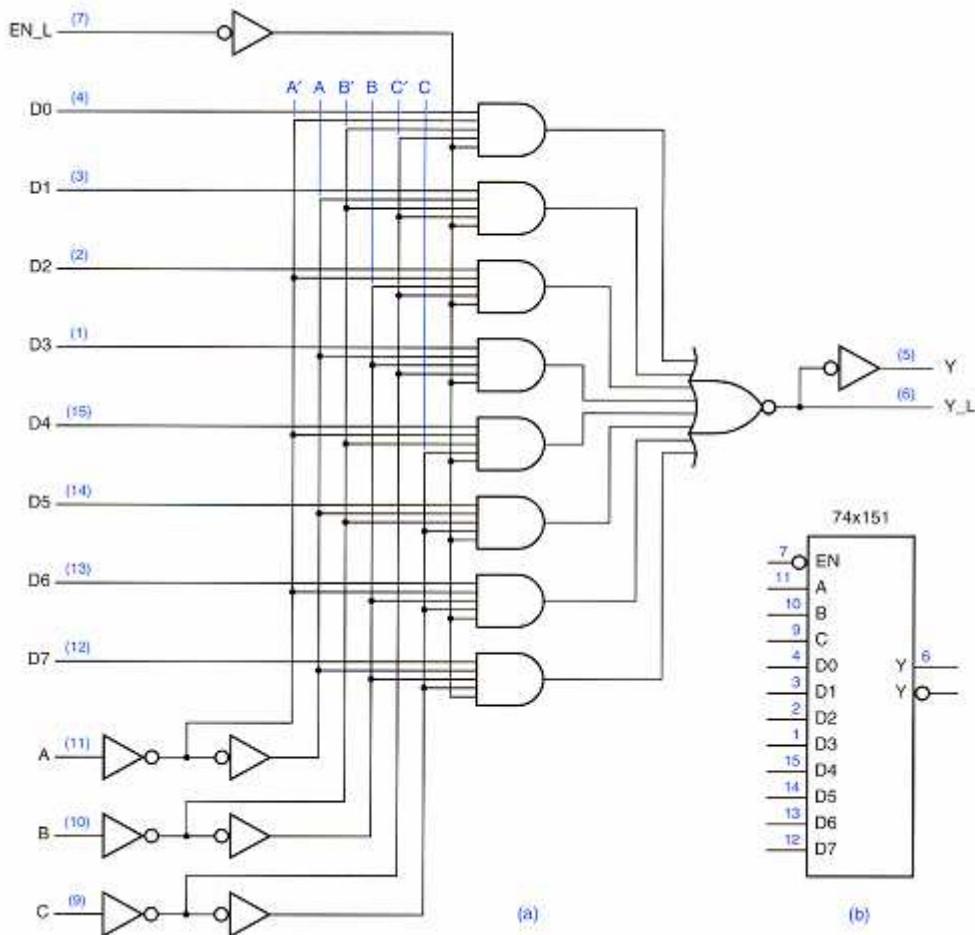 EN_L (7)
A' A B' B C' C
D0 (4)
D1 (3)
D2 (2)
D3 (1)
(5) Y
(6) Y_L
D4 (15)
D5 (14)
D6 (13)
D7 (12)
A (11)
B (10)
C (9)
(a)
74x151
7 EN
11 A
10 B
9 C
4 D0 Y 6
3 D1 Y
2 D2
1 D3
15 D4
14 D5
13 D6
12 D7
(b)